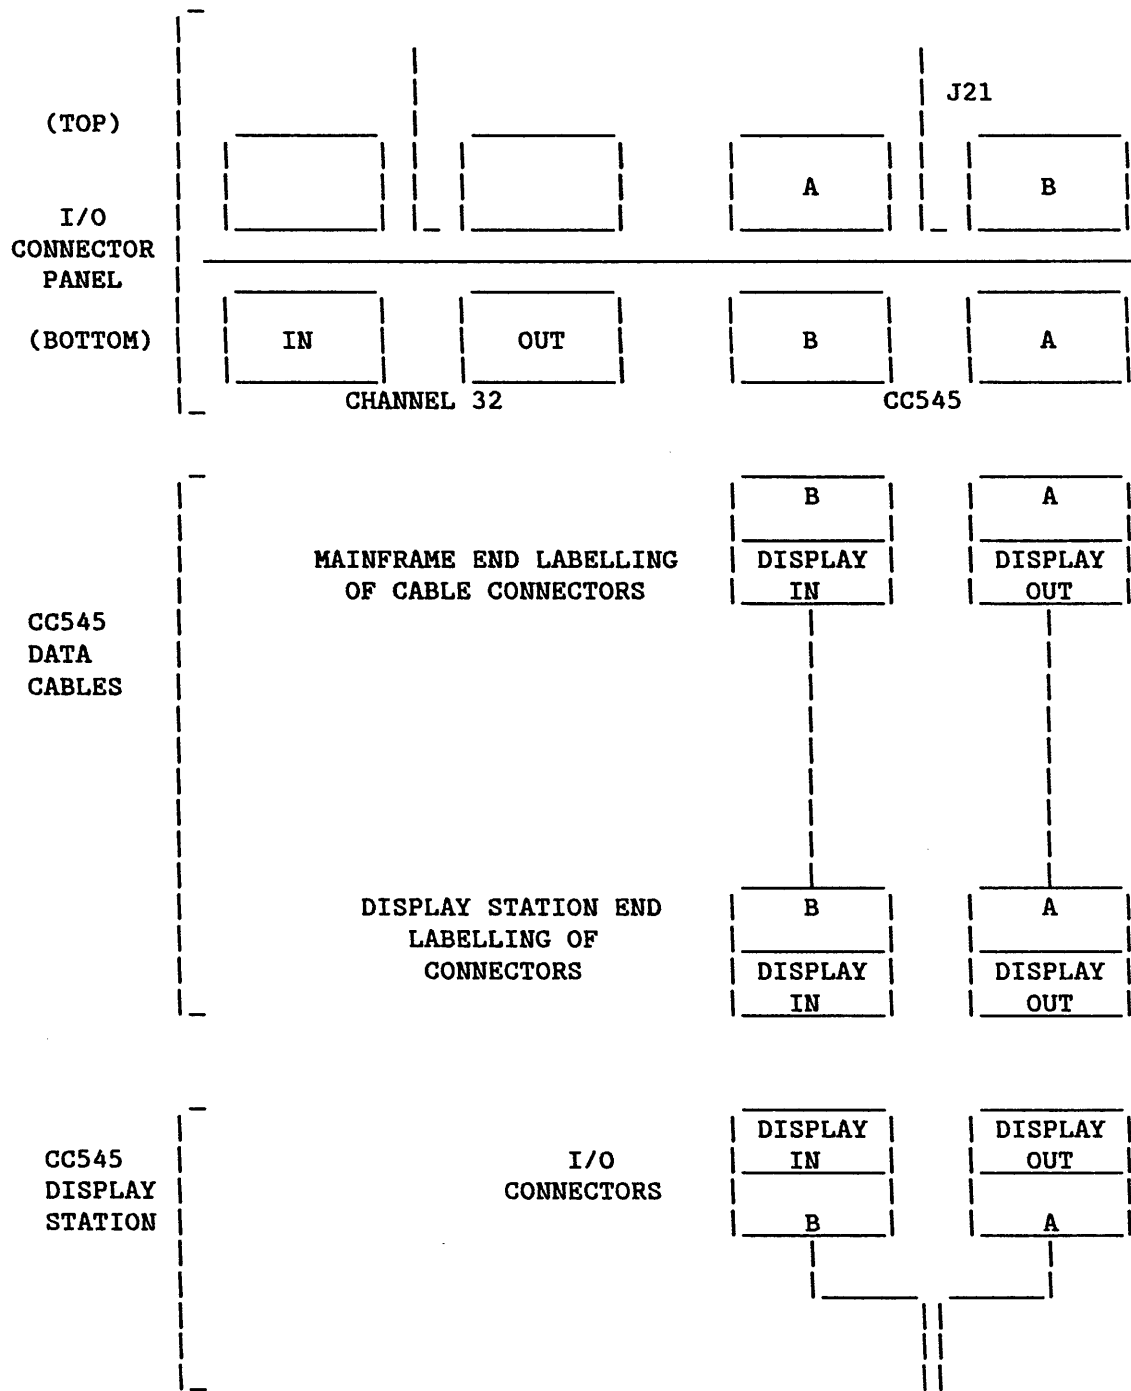 J21
(TOP)
A B
I/O
CONNECTOR
PANEL
(BOTTOM) IN OUT B A
CHANNEL 32 CC545
B A
MAINFRAME END LABELLING DISPLAY DISPLAY
OF CABLE CONNECTORS IN OUT
CC545
DATA
CABLES
DISPLAY STATION END B A
LABELLING OF
CONNECTORS DISPLAY DISPLAY
IN OUT
DISPLAY DISPLAY
CC545 I/O IN OUT
DISPLAY CONNECTORS
STATION B A